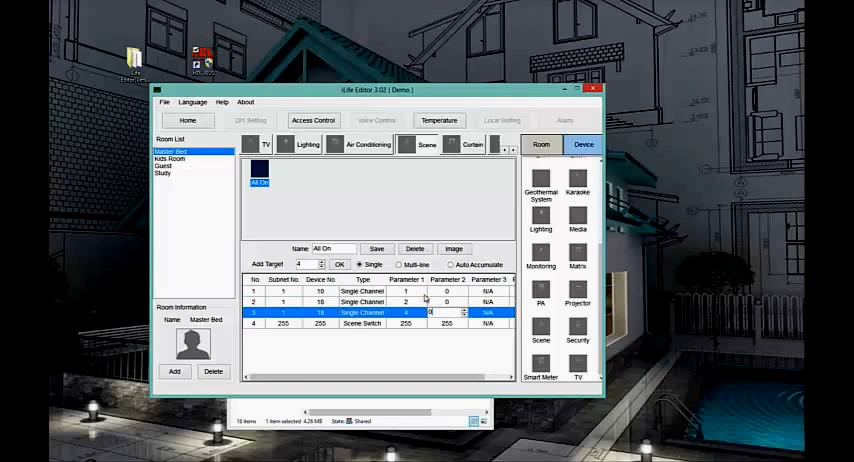 iLife
Editor_Ver...
HDL-BUS
iLife Editor 3.02 ( Demo )
File Language Help About
Home DIY Setting Access Control Voice Control Temperature Local Setting Alarm
Room List
Master Bed
Kids Room
Guest
Study
TV Lighting Air Conditioning Scene Curtain
Room Device
All On
Name All On Save Delete Image
Add Target 4 OK Single Multi-line Auto Accumulate
No. Subnet No. Device No. Type Parameter 1 Parameter 2 Parameter 3
1 1 10 Single Channel 1 0 N/A
2 1 18 Single Channel 2 0 N/A
3 1 18 Single Channel 4 0 N/A
4 255 255 Scene Switch 255 255 N/A
Room Information
Name Master Bed
Add Delete
Geothermal System Karaoke
Lighting Media
Monitoring Matrix
PA Projector
Scene Security
Smart Meter TV
16 items 1 item selected 4.26 MB State: Shared